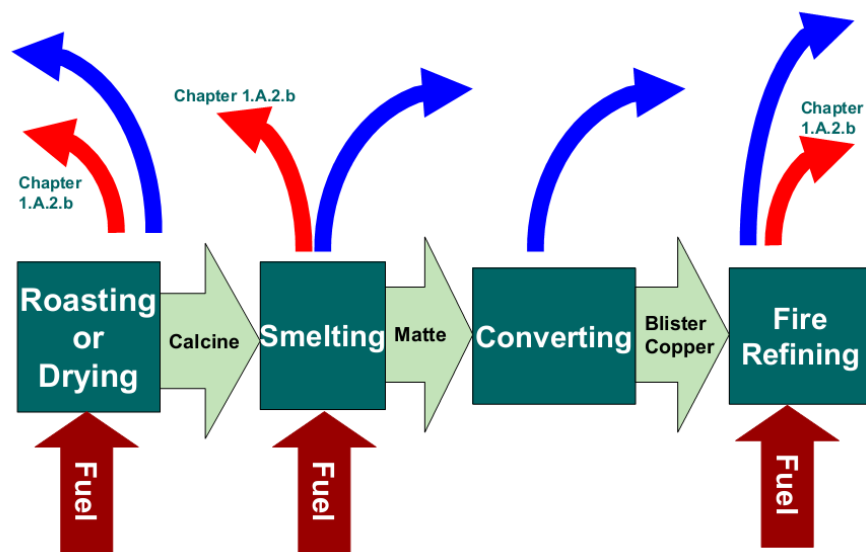 Chapter 1.A.2.b
Chapter
1.A.2.b
Chapter
1.A.2.b
Roasting
or
Drying
Calcine
Smelting
Matte
Converting
Blister
Copper
Fire
Refining
Fuel
Fuel
Fuel